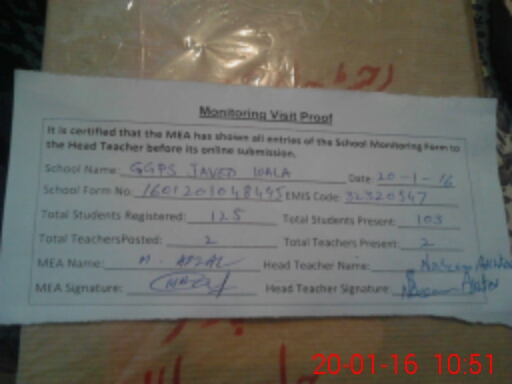 Monitoring Visit Proof
It is certified that the MEA has shown all entries of the School Monitoring Form to
the Head Teacher before its online submission.
School Name: GGPS JAVED WALA Date: 20-1-16
School Form No: 1601201048495 EMIS Code: 32320547
Total Students Registered: 125 Total Students Present: 103
Total TeachersPosted: 2 Total Teachers Present: 2
MEA Name: M. AFZAL Head Teacher Name:
MEA Signature: Head Teacher Signature:
20-01-16 10:51